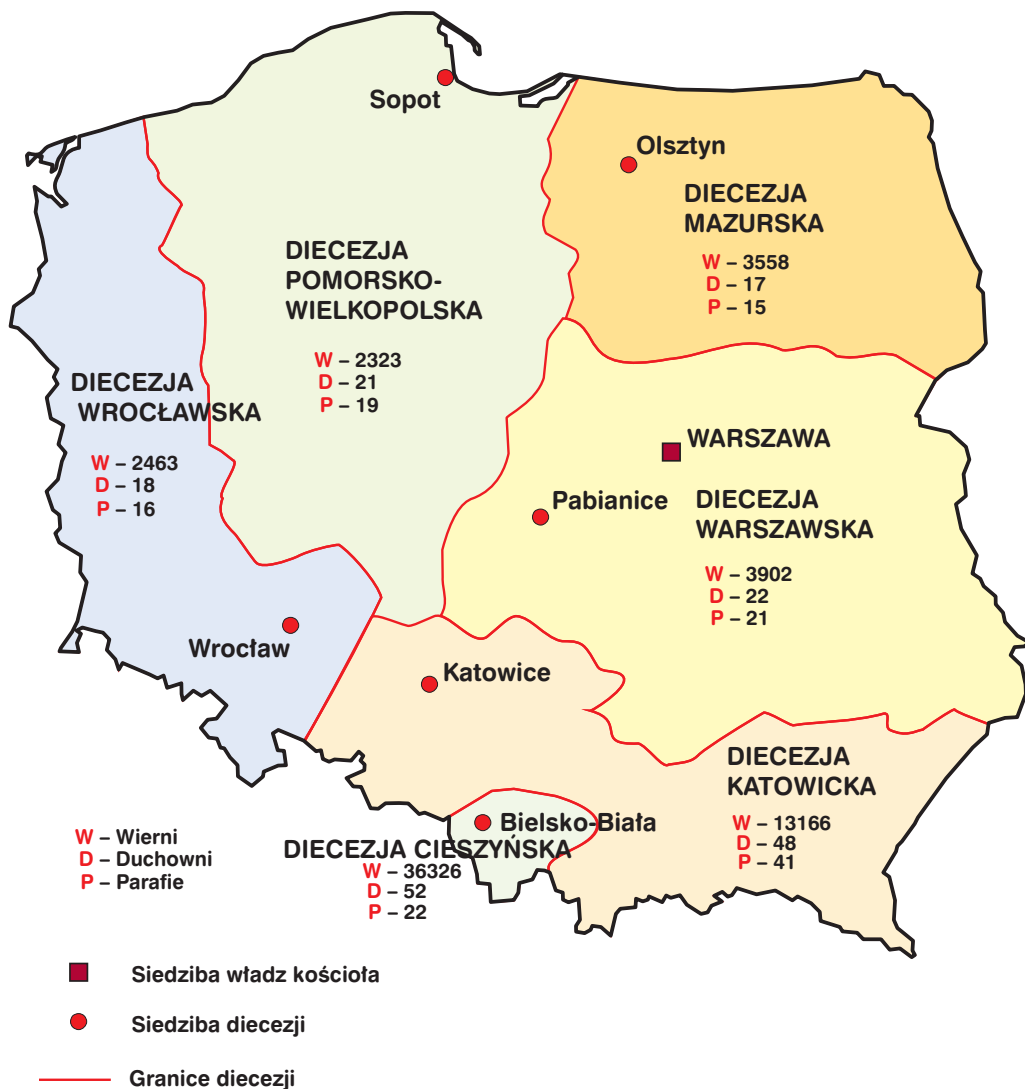 Sopot
Olsztyn
DIECEZJA
MAZURSKA
W – 3558
D – 17
P – 15
DIECEZJA
POMORSKO-
WIELKOPOLSKA
W – 2323
D – 21
P – 19
DIECEZJA
WROCŁAWSKA
W – 2463
D – 18
P – 16
WARSZAWA
Pabianice
DIECEZJA
WARSZAWSKA
W – 3902
D – 22
P – 21
Wrocław
Katowice
DIECEZJA
KATOWICKA
W – 13166
D – 48
P – 41
Bielsko-Biała
DIECEZJA CIESZYŃSKA
W – 36326
D – 52
P – 22
W – Wierni
D – Duchowni
P – Parafie
Siedziba władz kościoła
Siedziba diecezji
Granice diecezji